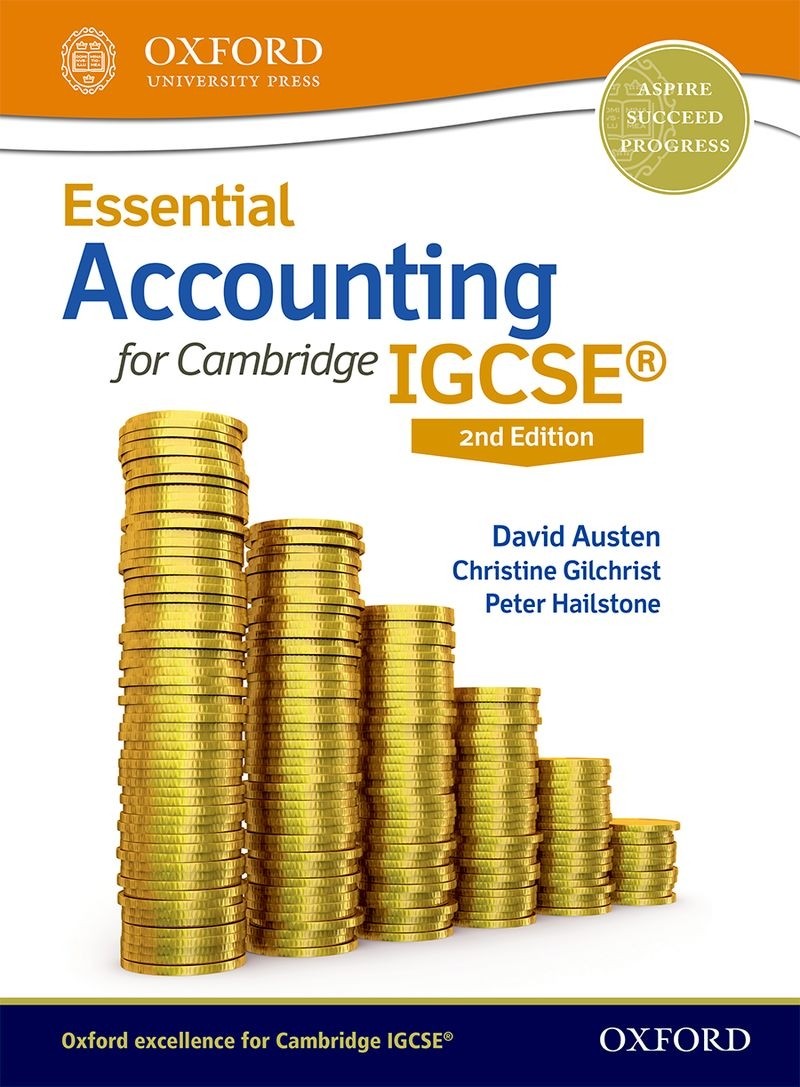 OXFORD
UNIVERSITY PRESS
ASPIRE
SUCCEED
PROGRESS
Essential
Accounting
for Cambridge IGCSE®
2nd Edition
David Austen
Christine Gilchrist
Peter Hailstone
Oxford excellence for Cambridge IGCSE®
OXFORD